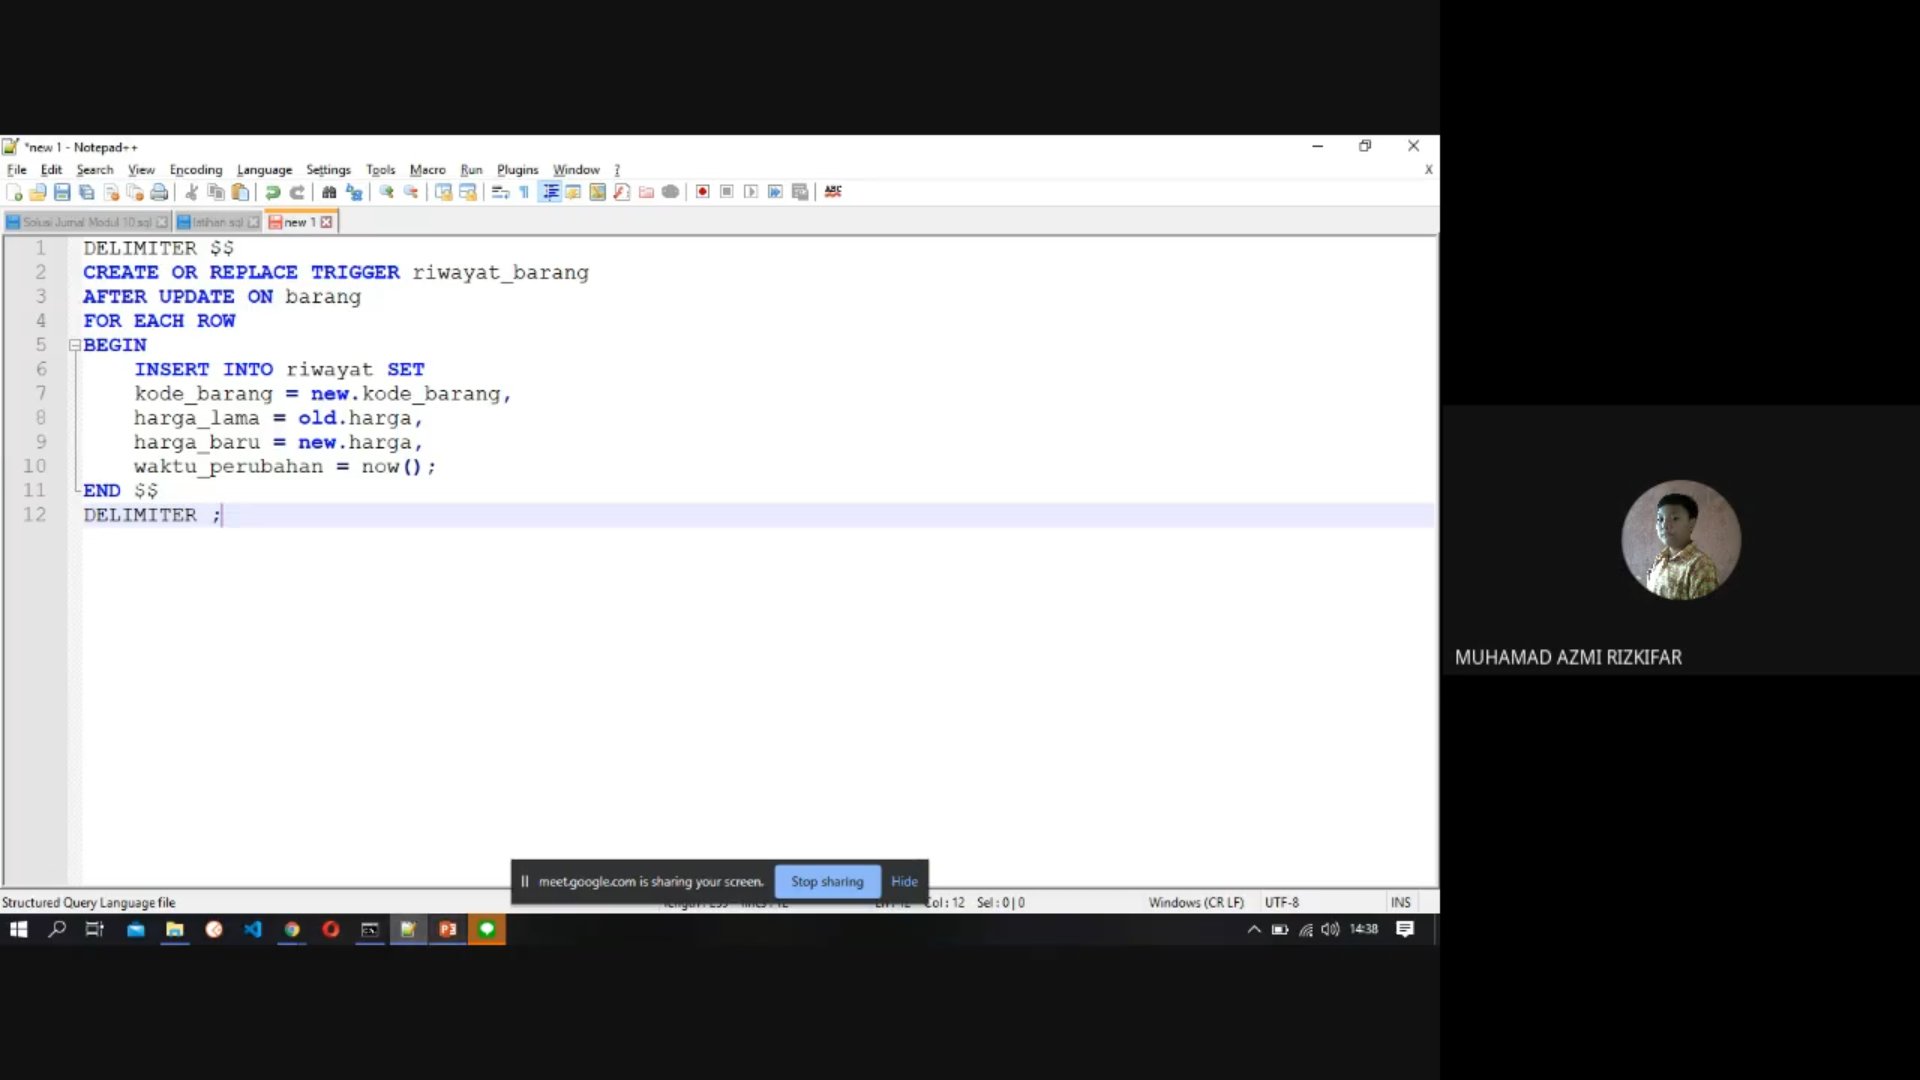 *new 1 - Notepad++
File Edit Search View Encoding Language Settings Tools Macro Run Plugins Window ?
X
ABC
Solusi Jurnal Modul 10.sql latihan.sql new 1
1 DELIMITER $$
2 CREATE OR REPLACE TRIGGER riwayat_barang
3 AFTER UPDATE ON barang
4 FOR EACH ROW
5 BEGIN
6 INSERT INTO riwayat SET
7 kode_barang = new.kode_barang,
8 harga_lama = old.harga,
9 harga_baru = new.harga,
10 waktu_perubahan = now();
11 END $$
12 DELIMITER ;
meet.google.com is sharing your screen. Stop sharing Hide
Structured Query Language file Col : 12 Sel : 0 | 0 Windows (CR LF) UTF-8 INS
14:38
MUHAMAD AZMI RIZKIFAR